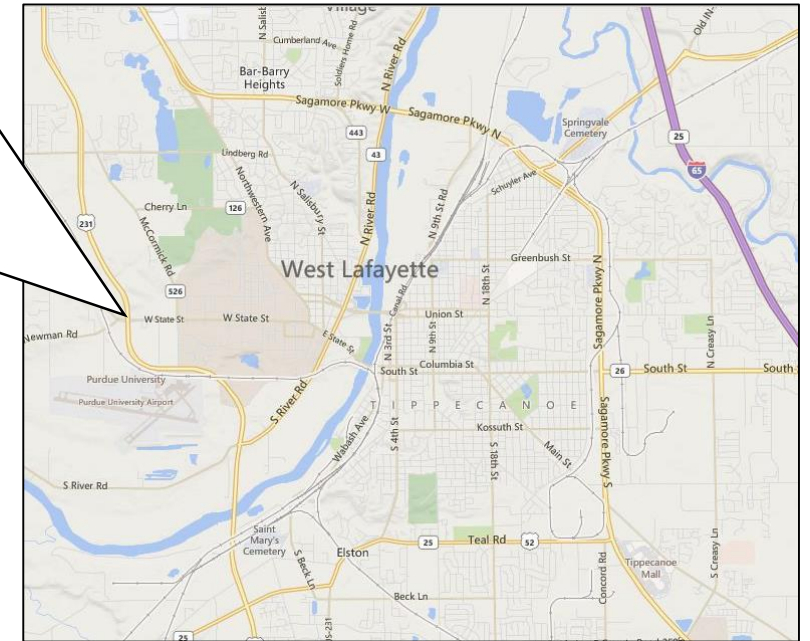 Village
N Salisb
Cumberland Ave
Soldiers Home Rd
N River Rd
Old IN-
Bar-Barry
Heights
Sagamore Pkwy W
Sagamore Pkwy N
Springvale
Cemetery
443
43
25
65
Lindberg Rd
Northwestern Ave
N Salisbury St
N 9th St Rd
Schuyler Ave
Cherry Ln
126
231
McCormick Rd
N River Rd
West Lafayette
Greenbush St
N 18th St
Sagamore Pkwy N
526
Canal Rd
W State St
W State St
Union St
Newman Rd
E State St
N 3rd St
N 9th St
N Creasy Ln
Columbia St
South St
26
South St
South
Purdue University
Purdue University Airport
S River Rd
TIPPECANOE
Wabash Ave
S 4th St
Kossuth St
Main St
S 18th St
Sagamore Pkwy S
S River Rd
Saint
Mary's
Cemetery
Elston
25
Teal Rd
52
S Beck Ln
Concord Rd
Tippecanoe
Mall
S Creasy Ln
Beck Ln
US-231
25